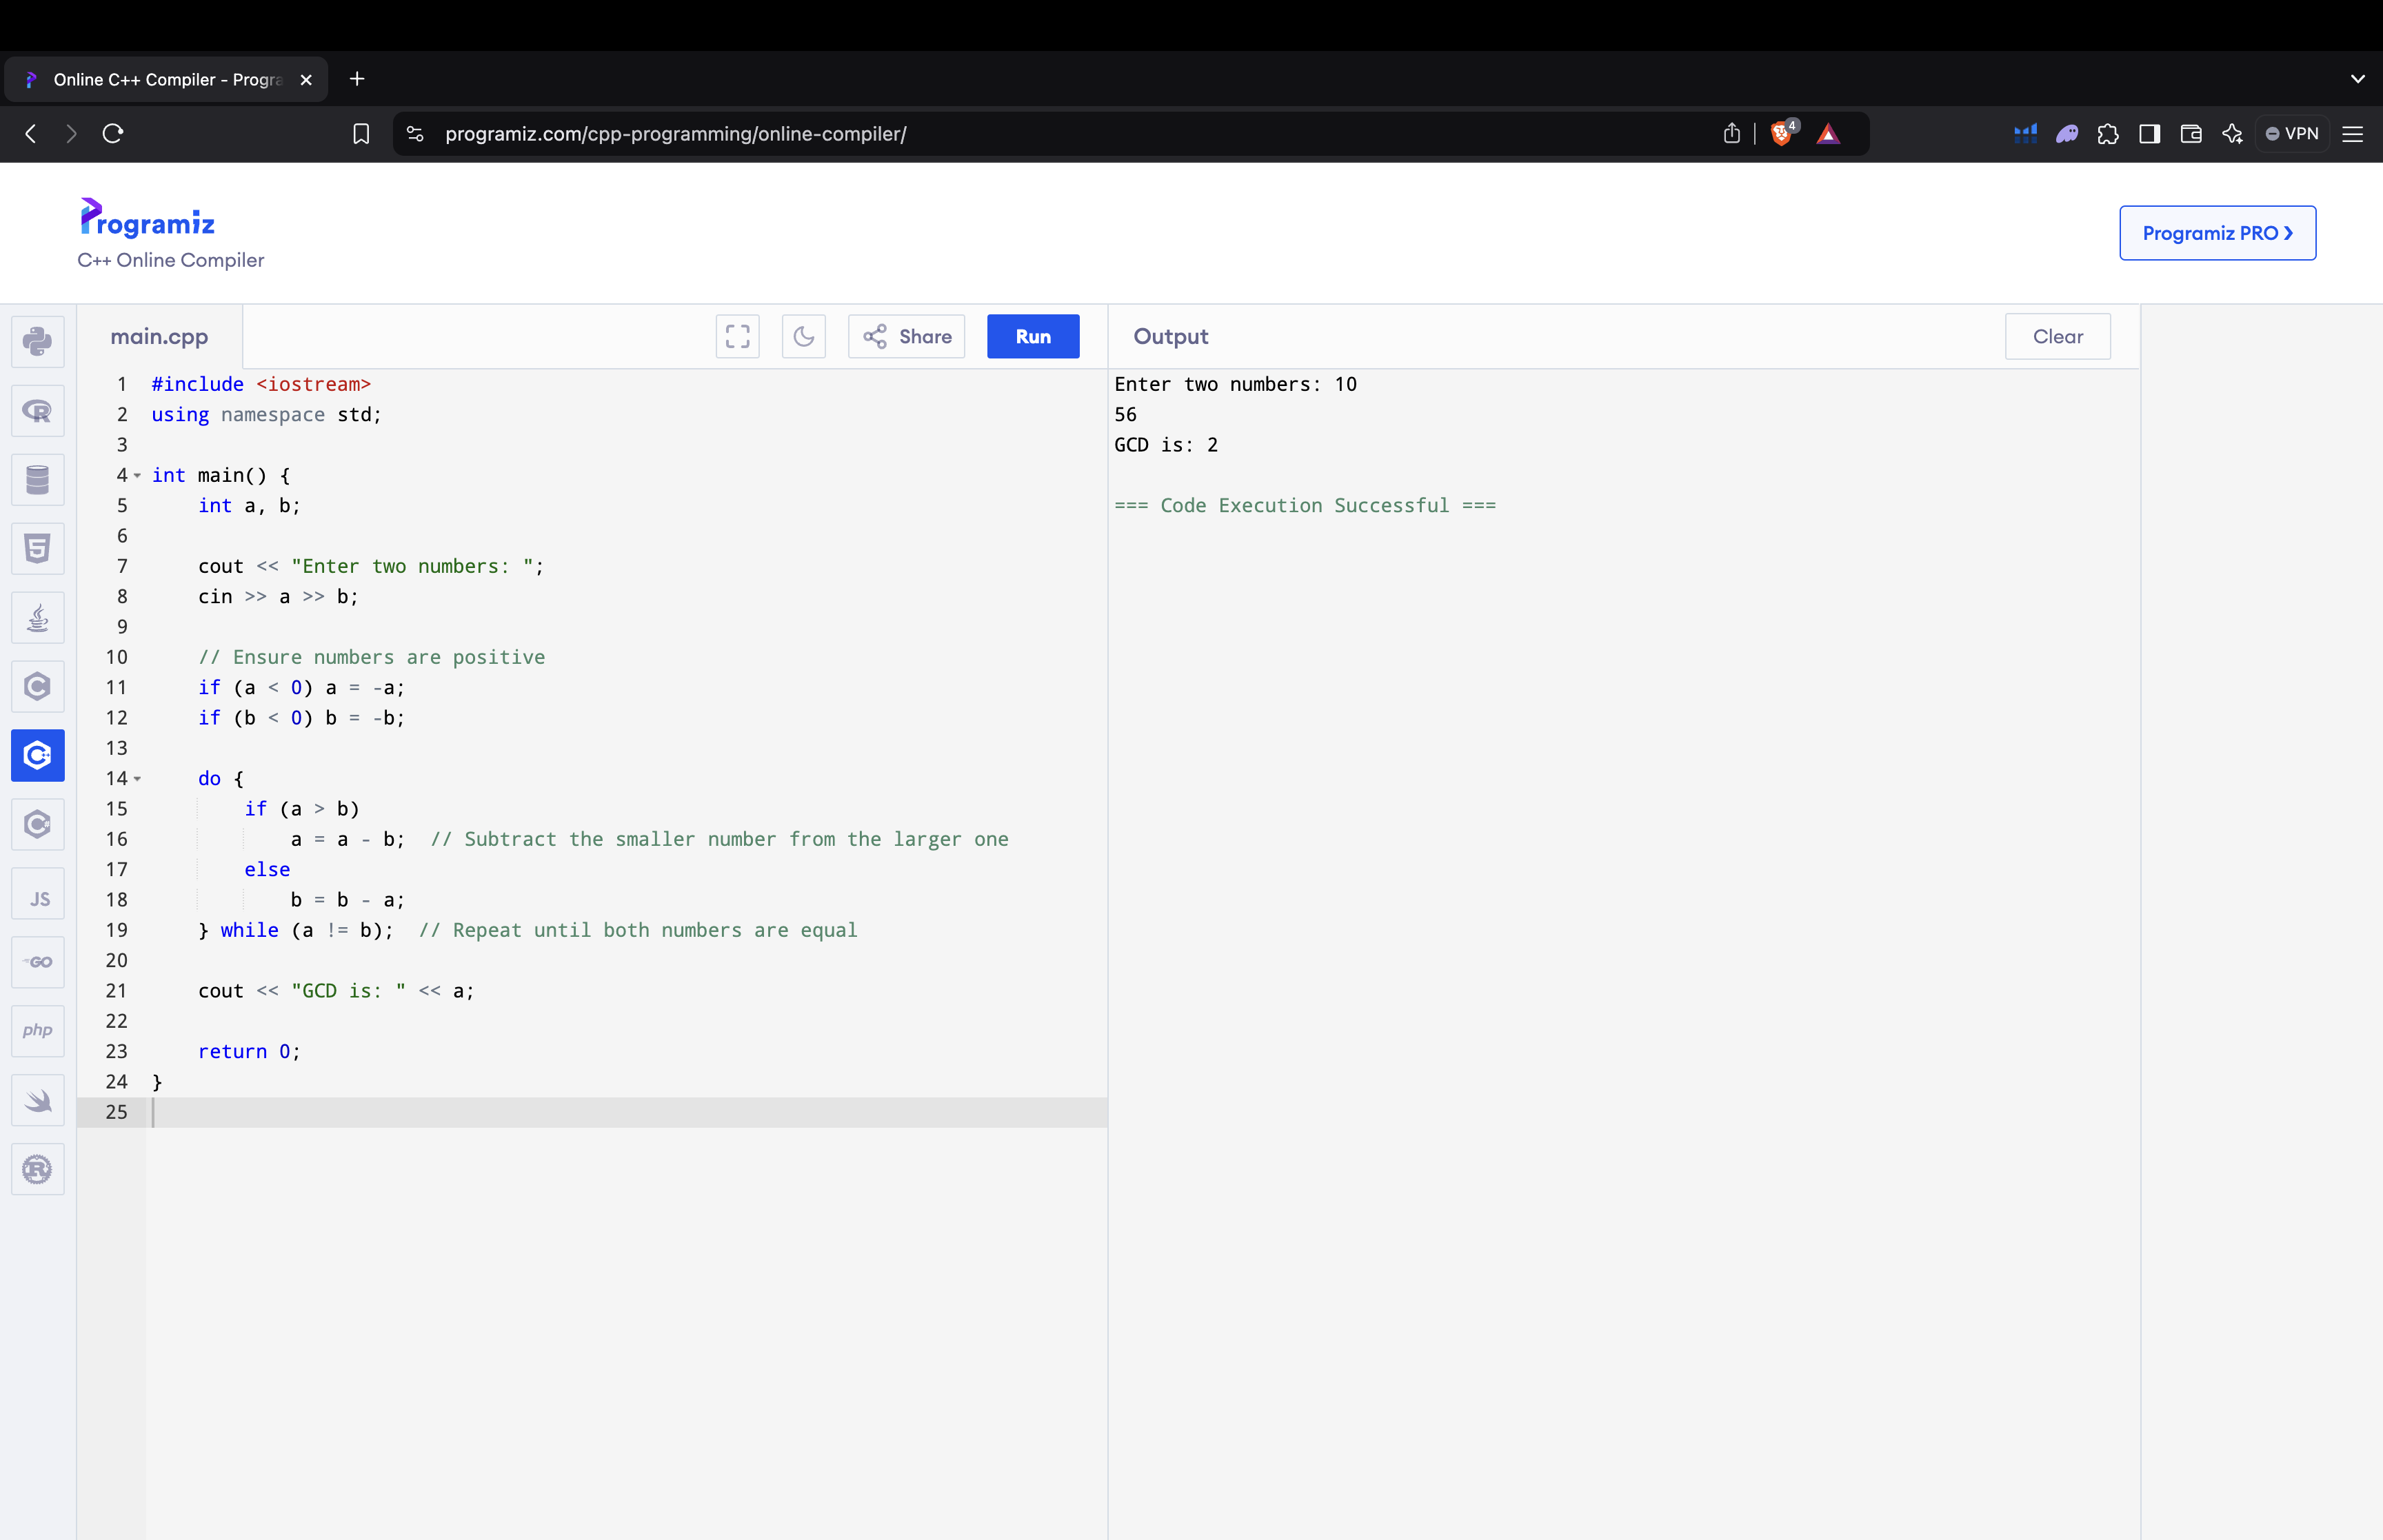 Online C++ Compiler - Progra
programiz.com/cpp-programming/online-compiler/
4
VPN
Programiz
C++ Online Compiler
Programiz PRO ❯
main.cpp
Share
Run
Output
Clear
1 #include <iostream>
2 using namespace std;
3
4 int main() {
5     int a, b;
6
7     cout << "Enter two numbers: ";
8     cin >> a >> b;
9
10     // Ensure numbers are positive
11     if (a < 0) a = -a;
12     if (b < 0) b = -b;
13
14     do {
15         if (a > b)
16             a = a - b;  // Subtract the smaller number from the larger one
17         else
18             b = b - a;
19     } while (a != b);  // Repeat until both numbers are equal
20
21     cout << "GCD is: " << a;
22
23     return 0;
24 }
25
Enter two numbers: 10
56
GCD is: 2
=== Code Execution Successful ===
R
5
C
C
C
JS
GO
php
R